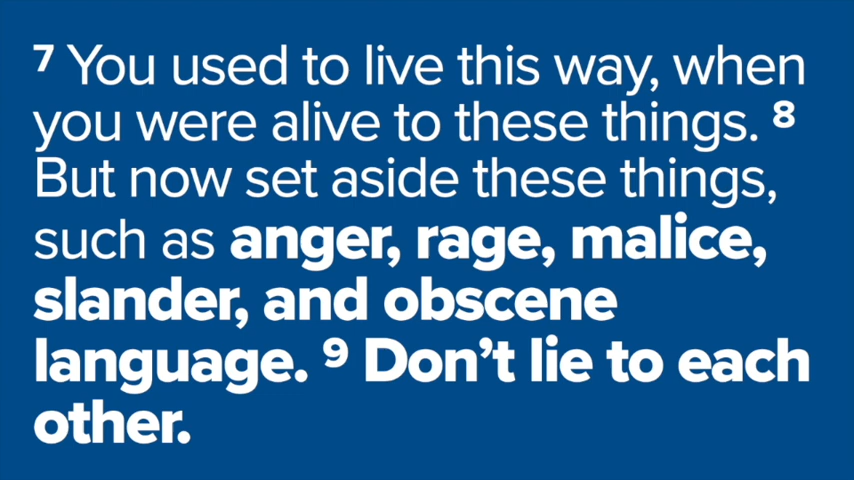 7 You used to live this way, when
you were alive to these things. 8
But now set aside these things,
such as anger, rage, malice,
slander, and obscene
language. 9 Don’t lie to each
other.